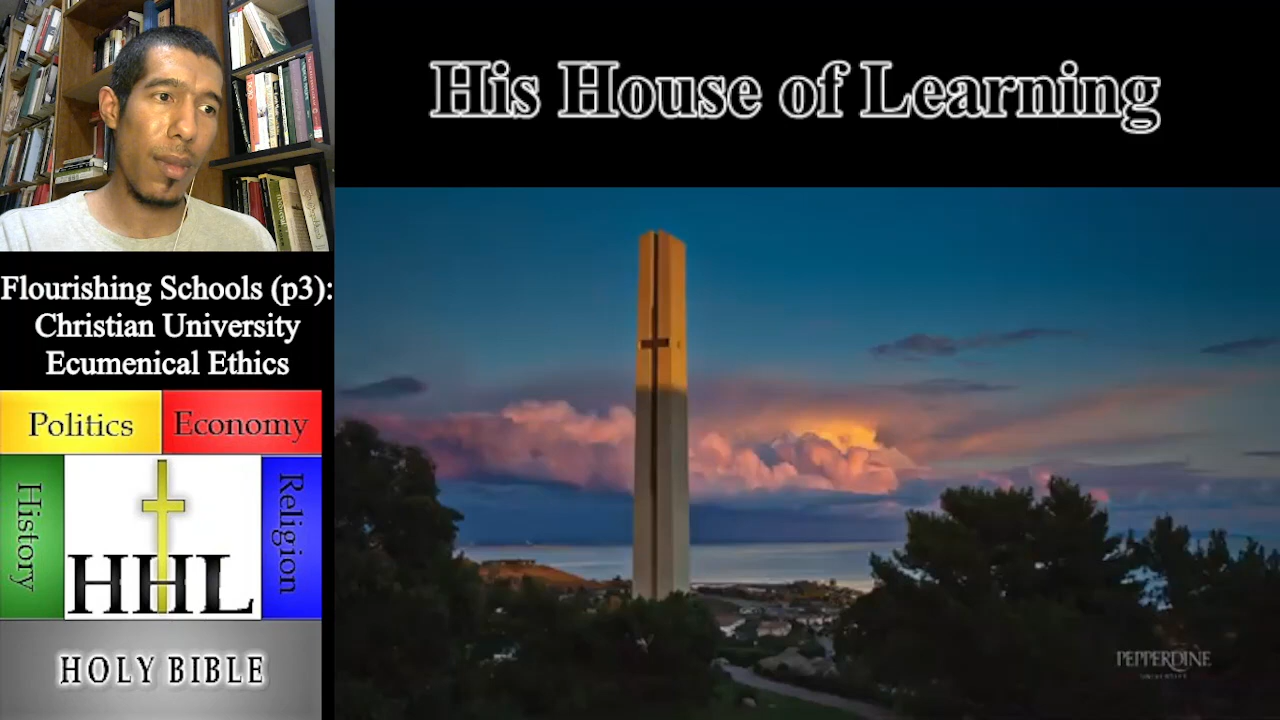 His House of Learning
Flourishing Schools (p3):
Christian University
Ecumenical Ethics
Politics
Economy
History
Religion
HHL
HOLY BIBLE
PEPPERDINE
UNIVERSITY